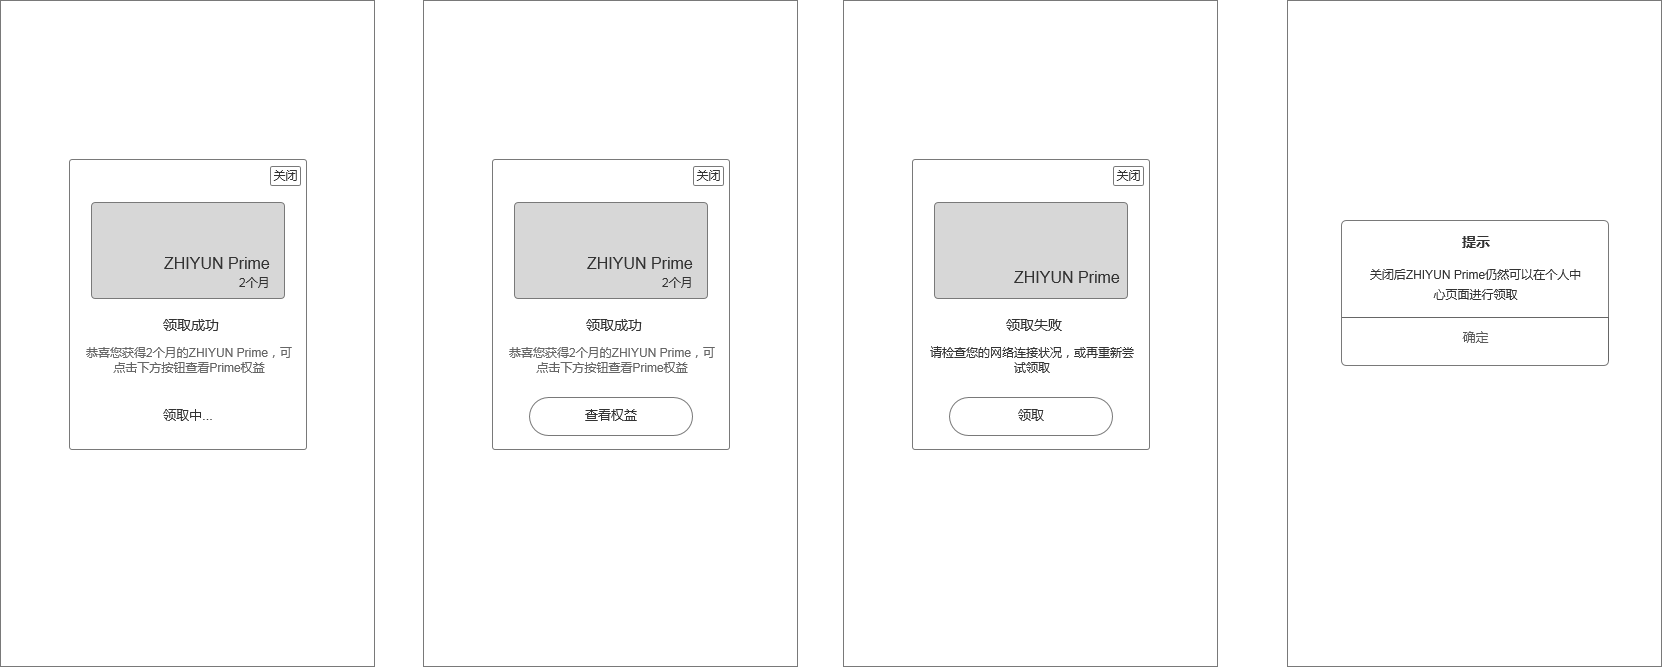 关闭
ZHIYUN Prime
2个月
领取成功
恭喜您获得2个月的ZHIYUN Prime，可
点击下方按钮查看Prime权益
领取中...
关闭
ZHIYUN Prime
2个月
领取成功
恭喜您获得2个月的ZHIYUN Prime，可
点击下方按钮查看Prime权益
查看权益
关闭
ZHIYUN Prime
领取失败
请检查您的网络连接状况，或再重新尝
试领取
领取
提示
关闭后ZHIYUN Prime仍然可以在个人中
心页面进行领取
确定